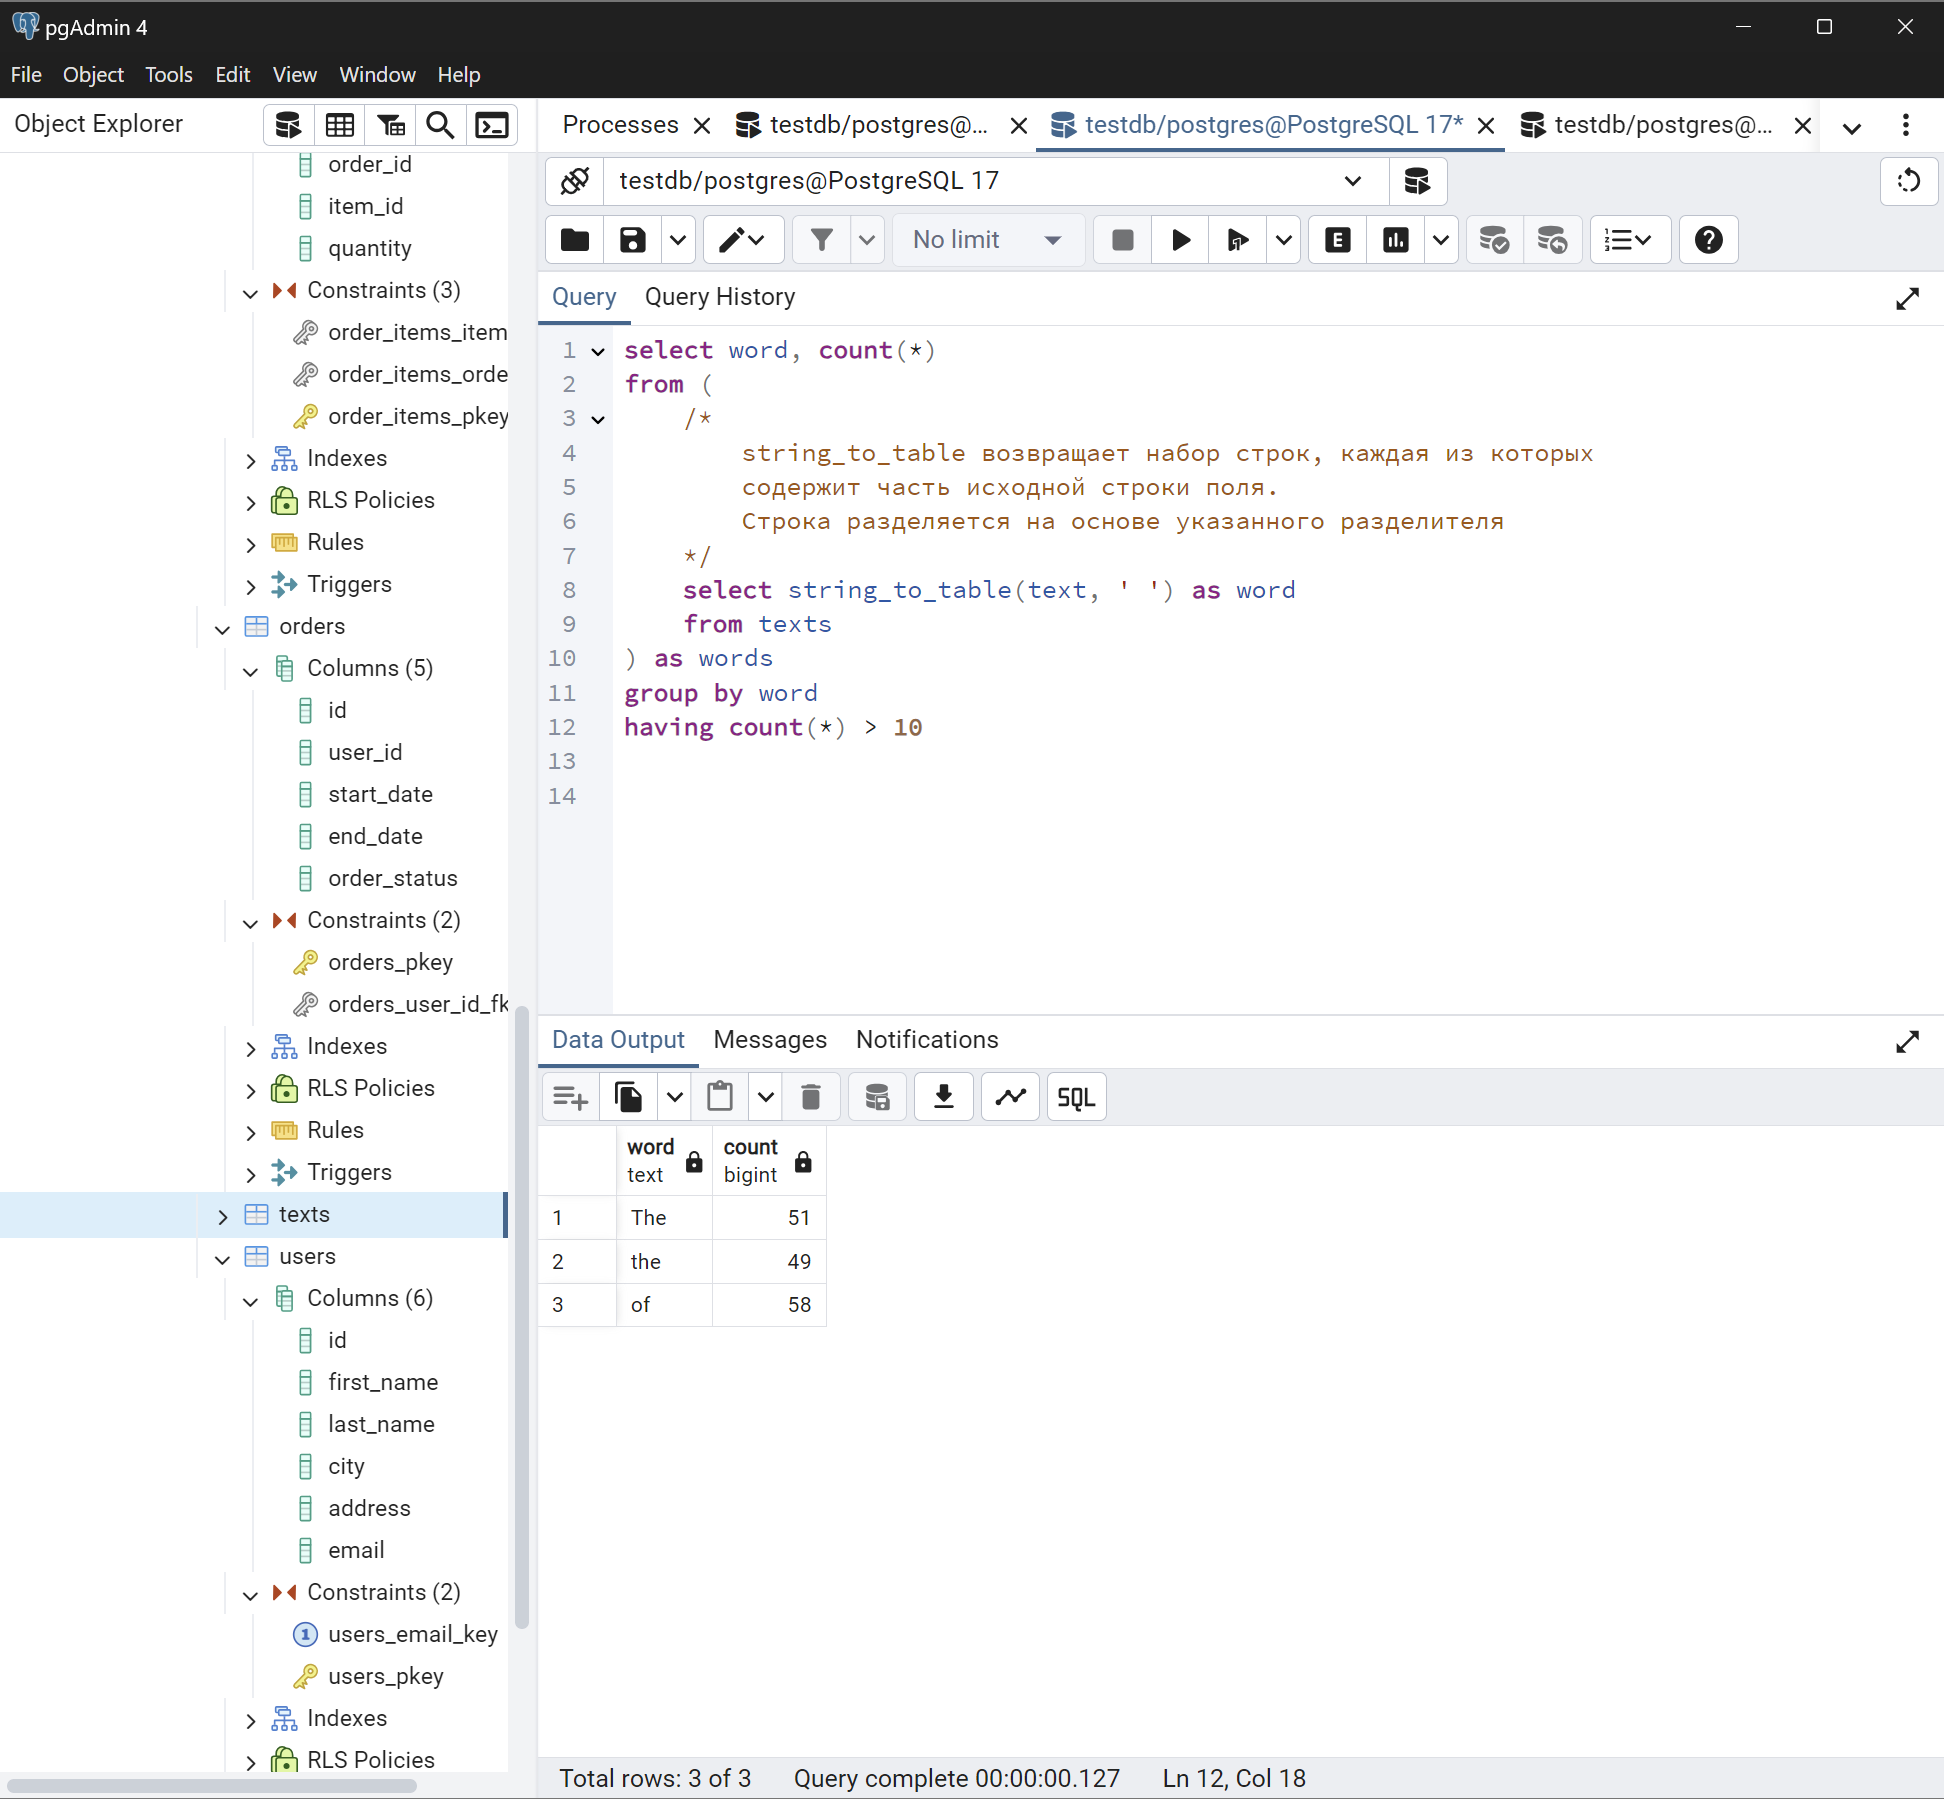 pgAdmin 4
File Object Tools Edit View Window Help
Object Explorer
order_id
item_id
quantity
Constraints (3)
order_items_item
order_items_orde
order_items_pkey
Indexes
RLS Policies
Rules
Triggers
orders
Columns (5)
id
user_id
start_date
end_date
order_status
Constraints (2)
orders_pkey
orders_user_id_fk
Indexes
RLS Policies
Rules
Triggers
texts
users
Columns (6)
id
first_name
last_name
city
address
email
Constraints (2)
1 users_email_key
users_pkey
Indexes
RLS Policies
Processes testdb/postgres@... testdb/postgres@PostgreSQL 17* testdb/postgres@...
testdb/postgres@PostgreSQL 17
No limit E
Query Query History
1 select word, count(*)
2 from (
3 /*
4 string_to_table возвращает набор строк, каждая из которых
5 содержит часть исходной строки поля.
6 Строка разделяется на основе указанного разделителя
7 */
8 select string_to_table(text, ' ') as word
9 from texts
10 ) as words
11 group by word
12 having count(*) > 10
13
14
Data Output Messages Notifications
SQL
word count
text bigint
1 The 51
2 the 49
3 of 58
Total rows: 3 of 3 Query complete 00:00:00.127 Ln 12, Col 18